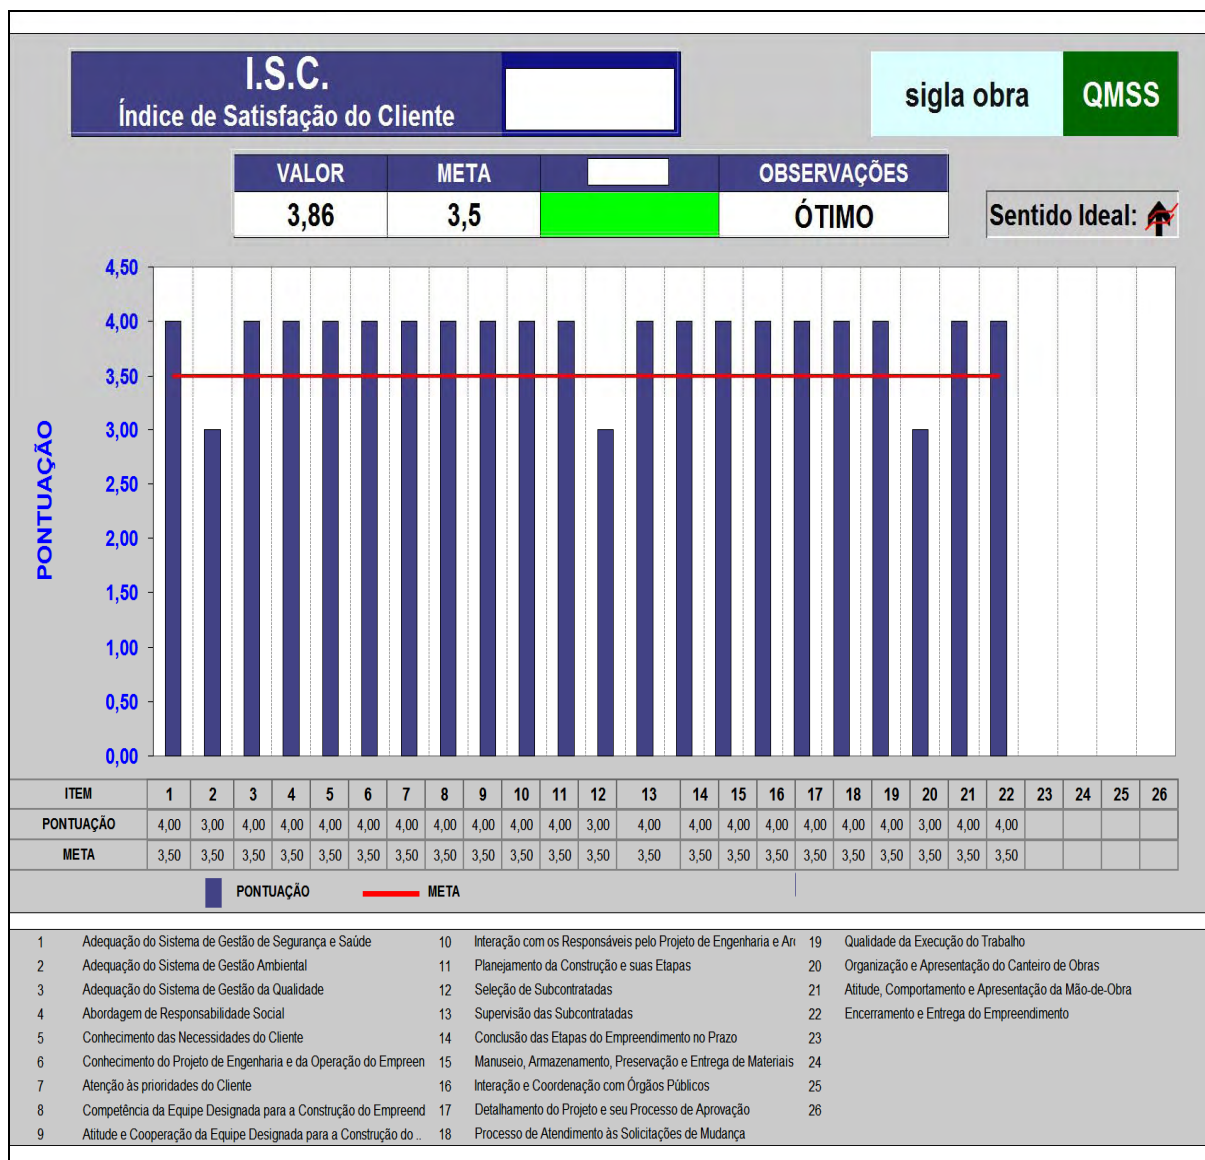 I.S.C.
Índice de Satisfação do Cliente
sigla obra
QMSS
VALOR META OBSERVAÇÕES
3,86 3,5 ÓTIMO
Sentido Ideal:
PONTUAÇÃO
4,50
4,00
3,50
3,00
2,50
2,00
1,50
1,00
0,50
0,00
ITEM 1 2 3 4 5 6 7 8 9 10 11 12 13 14 15 16 17 18 19 20 21 22 23 24 25 26
PONTUAÇÃO 4,00 3,00 4,00 4,00 4,00 4,00 4,00 4,00 4,00 4,00 4,00 3,00 4,00 4,00 4,00 4,00 4,00 4,00 4,00 3,00 4,00 4,00
META 3,50 3,50 3,50 3,50 3,50 3,50 3,50 3,50 3,50 3,50 3,50 3,50 3,50 3,50 3,50 3,50 3,50 3,50 3,50 3,50 3,50 3,50
PONTUAÇÃO META
1 Adequação do Sistema de Gestão de Segurança e Saúde
2 Adequação do Sistema de Gestão Ambiental
3 Adequação do Sistema de Gestão da Qualidade
4 Abordagem de Responsabilidade Social
5 Conhecimento das Necessidades do Cliente
6 Conhecimento do Projeto de Engenharia e da Operação do Empreen
7 Atenção às prioridades do Cliente
8 Competência da Equipe Designada para a Construção do Empreend
9 Atitude e Cooperação da Equipe Designada para a Construção do ..
10 Interação com os Responsáveis pelo Projeto de Engenharia e Arc
11 Planejamento da Construção e suas Etapas
12 Seleção de Subcontratadas
13 Supervisão das Subcontratadas
14 Conclusão das Etapas do Empreendimento no Prazo
15 Manuseio, Armazenamento, Preservação e Entrega de Materiais
16 Interação e Coordenação com Órgãos Públicos
17 Detalhamento do Projeto e seu Processo de Aprovação
18 Processo de Atendimento às Solicitações de Mudança
19 Qualidade da Execução do Trabalho
20 Organização e Apresentação do Canteiro de Obras
21 Atitude, Comportamento e Apresentação da Mão-de-Obra
22 Encerramento e Entrega do Empreendimento
23
24
25
26